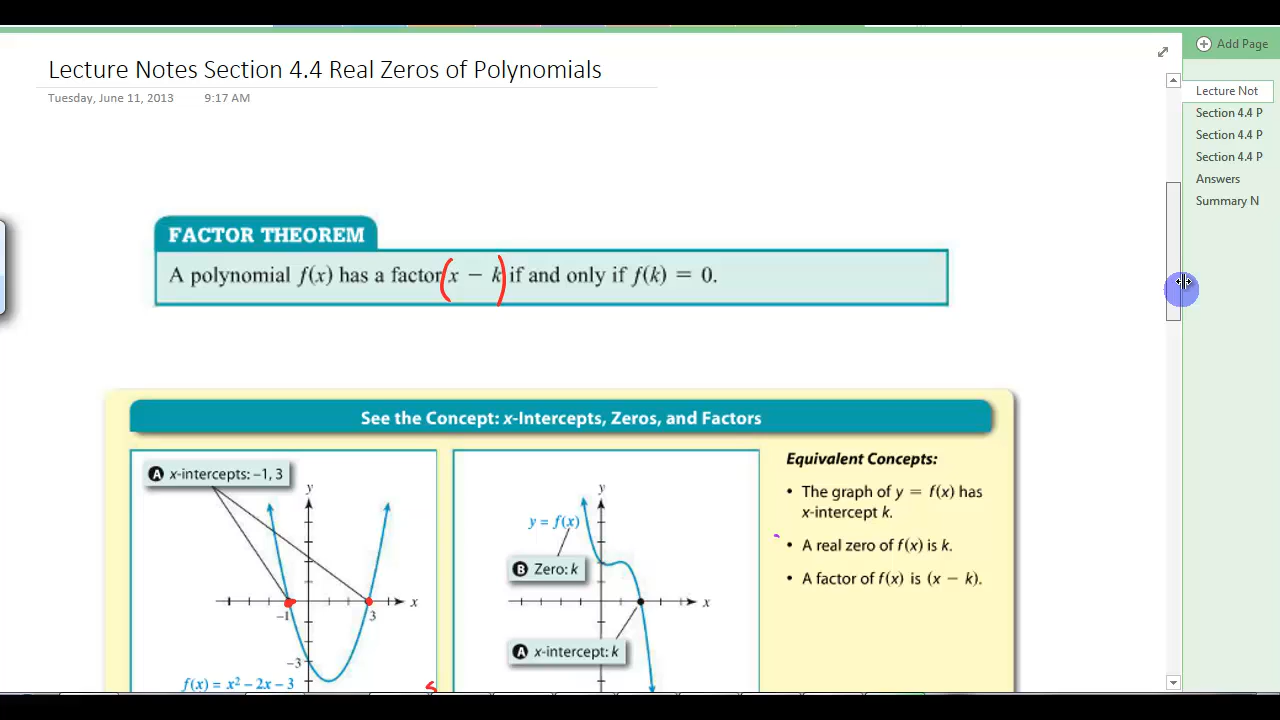 Lecture Notes Section 4.4 Real Zeros of Polynomials
Tuesday, June 11, 2013 9:17 AM
Add Page
Lecture Not
Section 4.4 P
Section 4.4 P
Section 4.4 P
Answers
Summary N
FACTOR THEOREM
A polynomial f(x) has a factor (x − k) if and only if f(k) = 0.
See the Concept: x-Intercepts, Zeros, and Factors
A x-intercepts: −1, 3
y
x
−1
3
−3
f(x) = x² − 2x − 3
y
y = f(x)
B Zero: k
x
A x-intercept: k
Equivalent Concepts:
• The graph of y = f(x) has
x-intercept k.
• A real zero of f(x) is k.
• A factor of f(x) is (x − k).